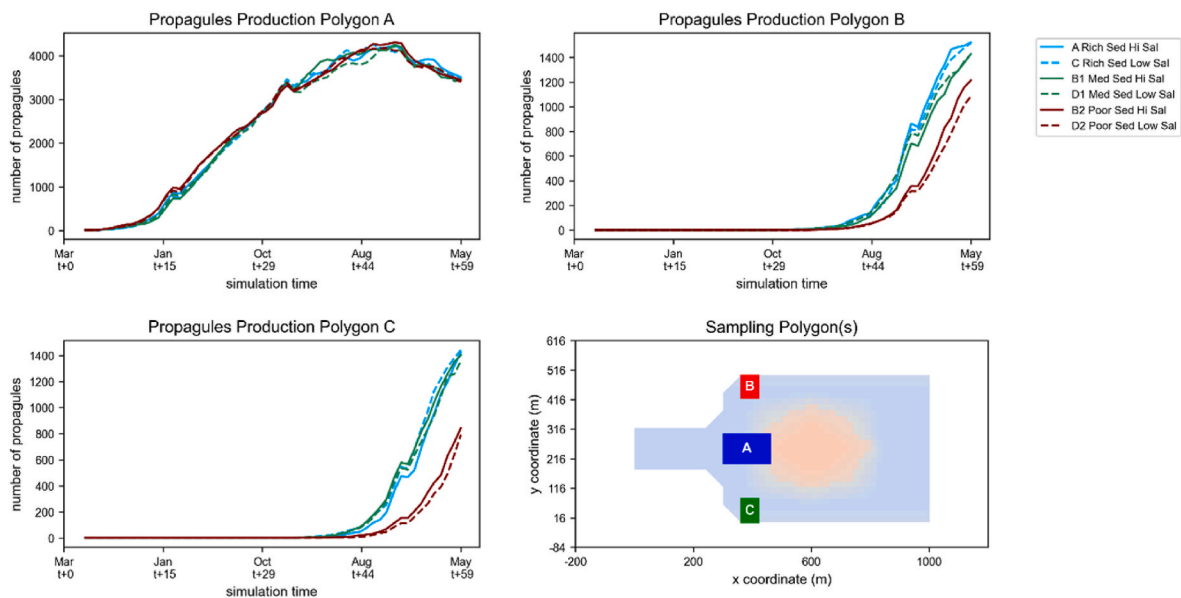 Propagules Production Polygon A
number of propagules
4000
3000
2000
1000
0
Mar
t+0
Jan
t+15
Oct
t+29
Aug
t+44
May
t+59
simulation time
Propagules Production Polygon B
number of propagules
1400
1200
1000
800
600
400
200
0
Mar
t+0
Jan
t+15
Oct
t+29
Aug
t+44
May
t+59
simulation time
A Rich Sed Hi Sal
C Rich Sed Low Sal
B1 Med Sed Hi Sal
D1 Med Sed Low Sal
B2 Poor Sed Hi Sal
D2 Poor Sed Low Sal
Propagules Production Polygon C
number of propagules
1400
1200
1000
800
600
400
200
0
Mar
t+0
Jan
t+15
Oct
t+29
Aug
t+44
May
t+59
simulation time
Sampling Polygon(s)
y coordinate (m)
616
516
416
316
216
116
16
-84
B
A
C
-200
200
600
1000
x coordinate (m)